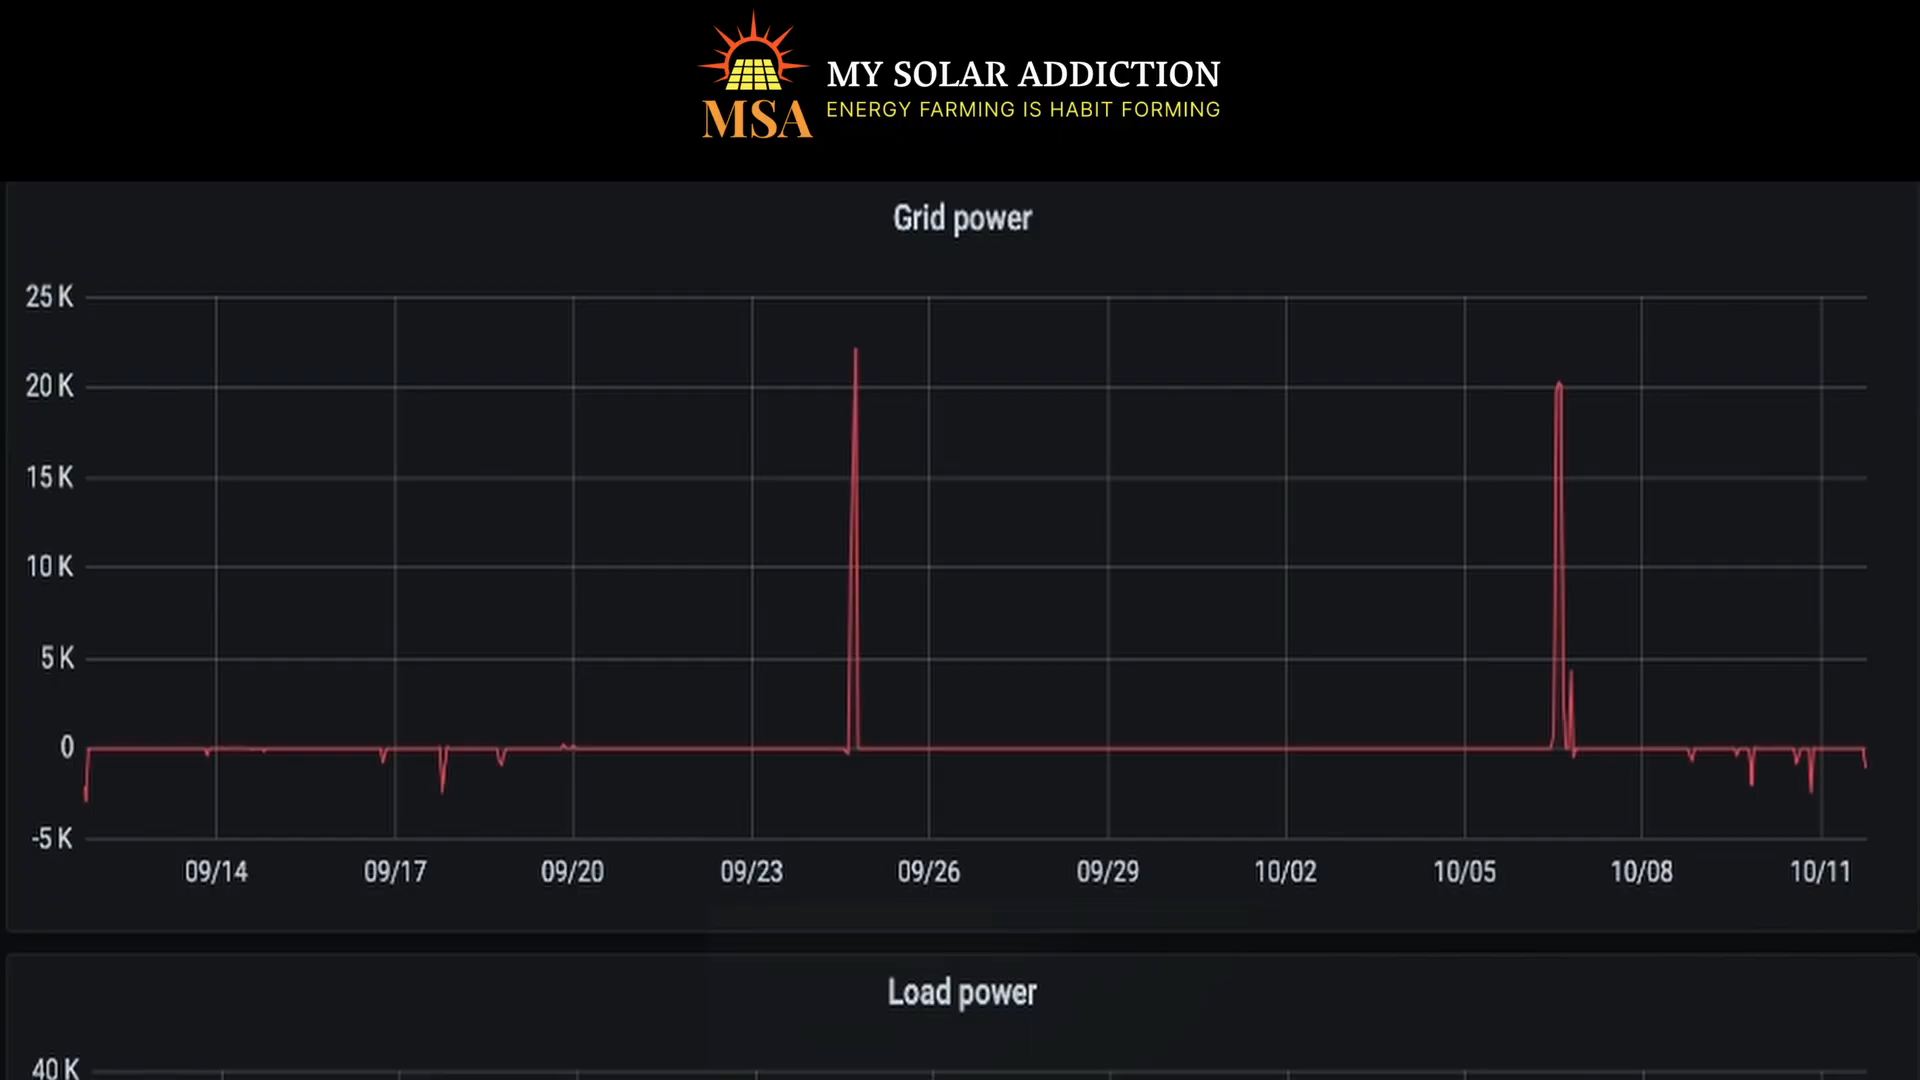 MY SOLAR ADDICTION
ENERGY FARMING IS HABIT FORMING
MSA
Grid power
25 K
20 K
15 K
10 K
5 K
0
-5 K
09/14 09/17 09/20 09/23 09/26 09/29 10/02 10/05 10/08 10/11
Load power
40 K